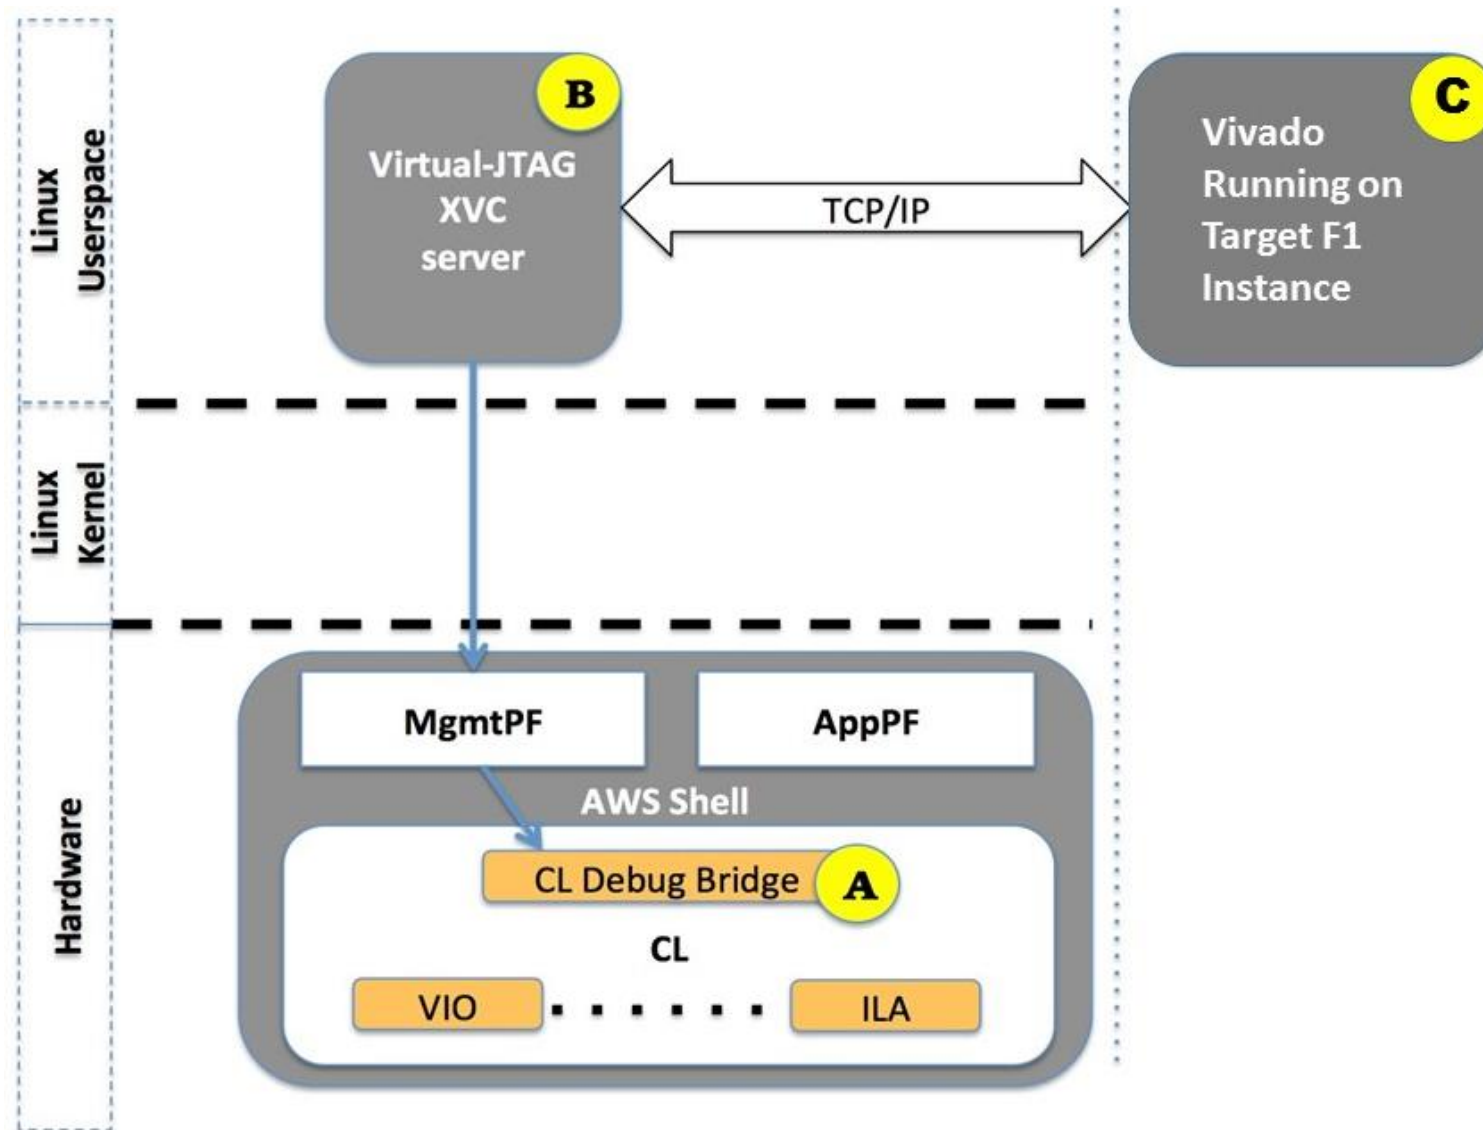 Linux
Userspace
B
Virtual-JTAG
XVC
server
TCP/IP
C
Vivado
Running on
Target F1
Instance
Linux
Kernel
Hardware
MgmtPF
AppPF
AWS Shell
CL Debug Bridge
A
CL
VIO
ILA